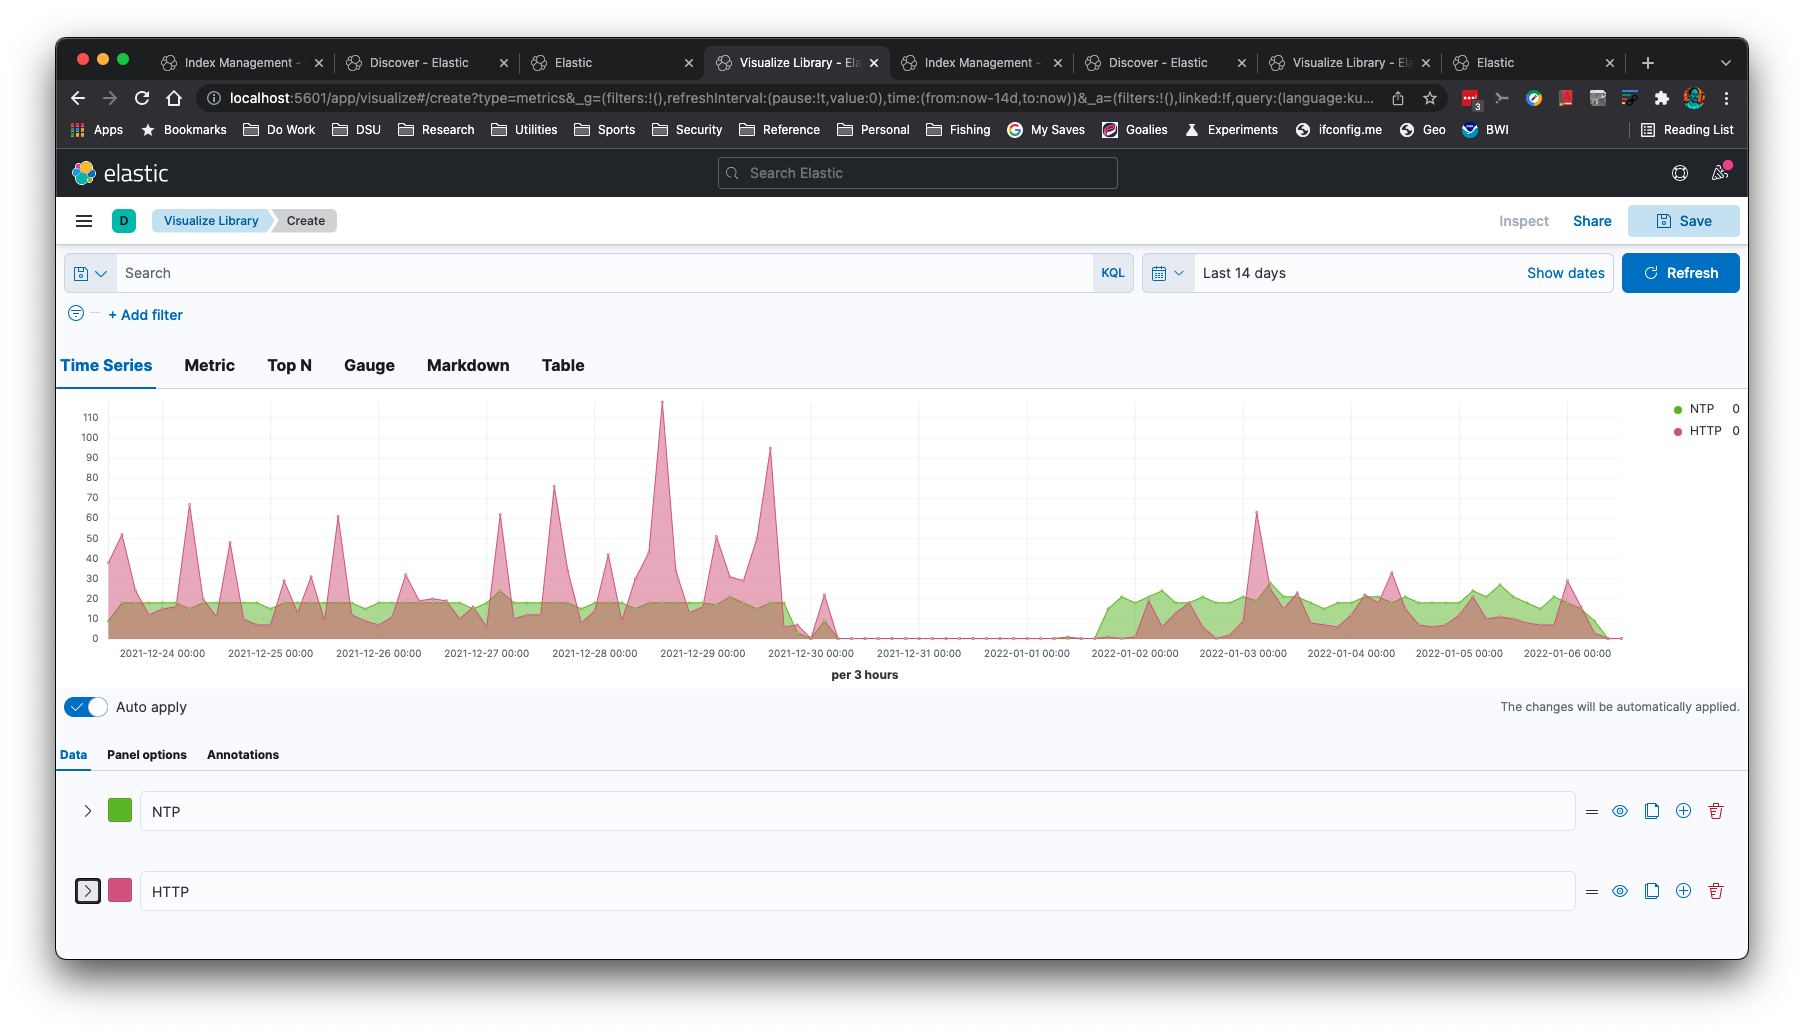 Index Management -
Discover - Elastic
Elastic
Visualize Library - Ela
Index Management -
Discover - Elastic
Visualize Library - El
Elastic
localhost:5601/app/visualize#/create?type=metrics&_g=(filters:!(),refreshInterval:(pause:!t,value:0),time:(from:now-14d,to:now))&_a=(filters:!(),linked:!f,query:(language:ku...
3
Apps Bookmarks Do Work DSU Research Utilities Sports Security Reference Personal Fishing My Saves Goalies Experiments ifconfig.me Geo BWI Reading List
elastic
Search Elastic
D Visualize Library Create
Inspect Share Save
Search KQL
Last 14 days Show dates Refresh
+ Add filter
Time Series Metric Top N Gauge Markdown Table
110
100
90
80
70
60
50
40
30
20
10
0
NTP 0
HTTP 0
2021-12-24 00:00 2021-12-25 00:00 2021-12-26 00:00 2021-12-27 00:00 2021-12-28 00:00 2021-12-29 00:00 2021-12-30 00:00 2021-12-31 00:00 2022-01-01 00:00 2022-01-02 00:00 2022-01-03 00:00 2022-01-04 00:00 2022-01-05 00:00 2022-01-06 00:00
per 3 hours
Auto apply
The changes will be automatically applied.
Data Panel options Annotations
NTP
HTTP